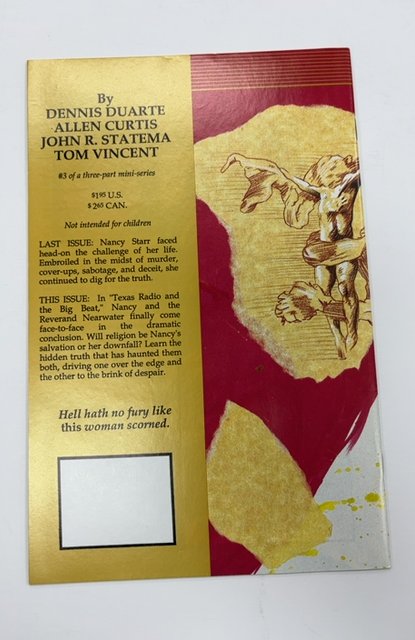 By
DENNIS DUARTE
ALLEN CURTIS
JOHN R. STATEMA
TOM VINCENT
#3 of a three-part mini-series
$1.95 U.S.
$2.65 CAN.
Not intended for children
LAST ISSUE: Nancy Starr faced
head-on the challenge of her life.
Embroiled in the midst of murder,
cover-ups, sabotage, and deceit, she
continued to dig for the truth.
THIS ISSUE: In "Texas Radio and
the Big Beat," Nancy and the
Reverand Nearwater finally come
face-to-face in the dramatic
conclusion. Will religion be Nancy's
salvation or her downfall? Learn the
hidden truth that has haunted them
both, driving one over the edge and
the other to the brink of despair.
Hell hath no fury like
this woman scorned.